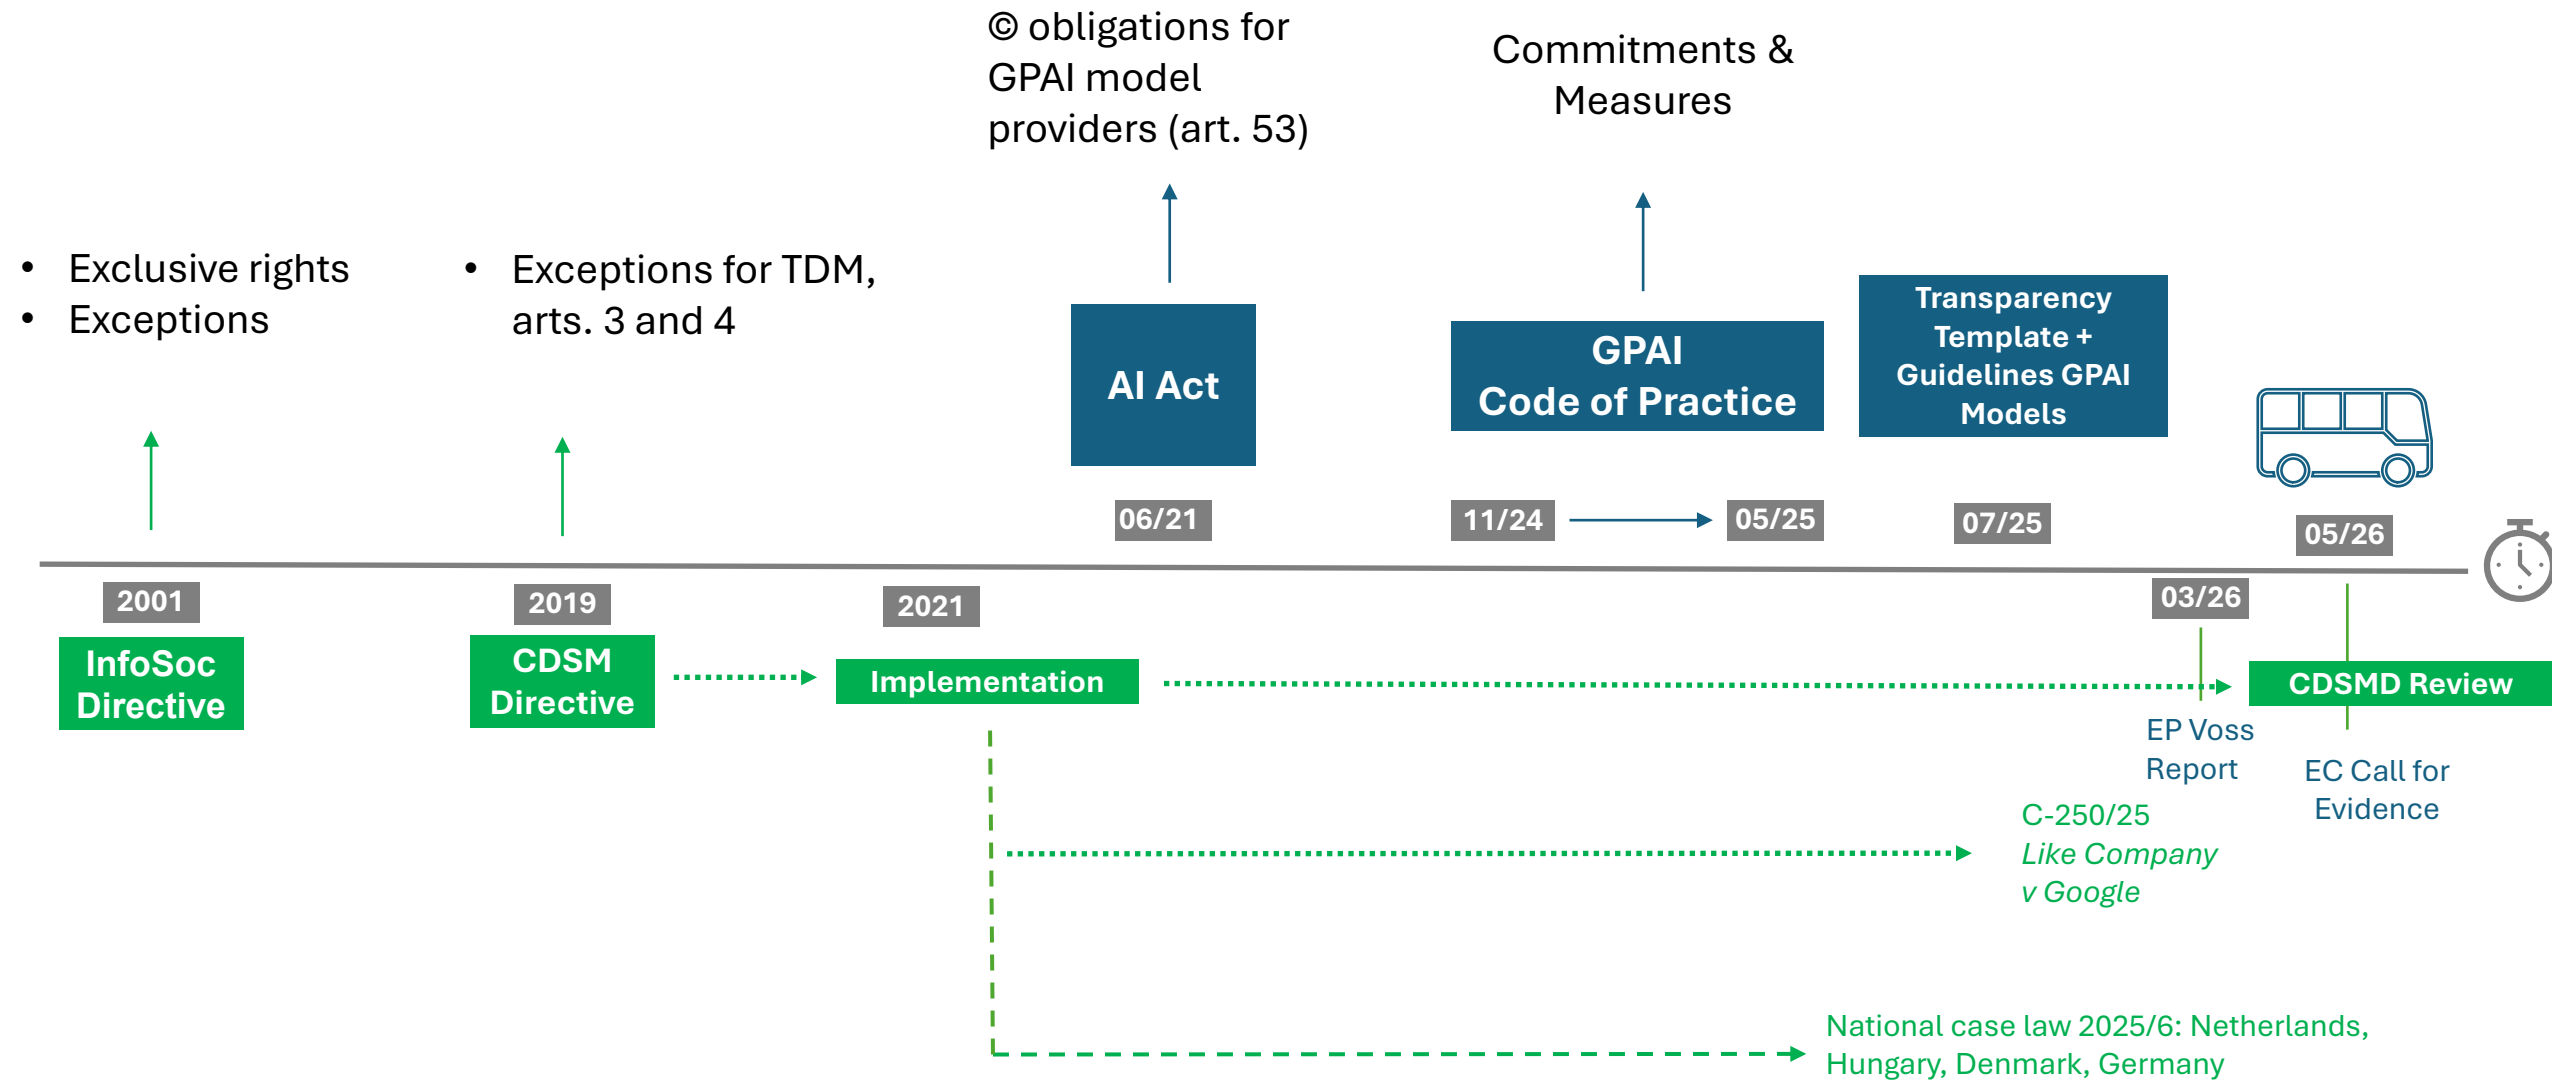 © obligations for
GPAI model
providers (art. 53)
Commitments &
Measures
• Exclusive rights
• Exceptions
• Exceptions for TDM,
arts. 3 and 4
AI Act
GPAI
Code of Practice
Transparency
Template +
Guidelines GPAI
Models
06/21
11/24
05/25
07/25
05/26
2001
2019
2021
03/26
InfoSoc
Directive
CDSM
Directive
Implementation
CDSMD Review
EP Voss
Report
EC Call for
Evidence
C-250/25
Like Company
v Google
National case law 2025/6: Netherlands,
Hungary, Denmark, Germany